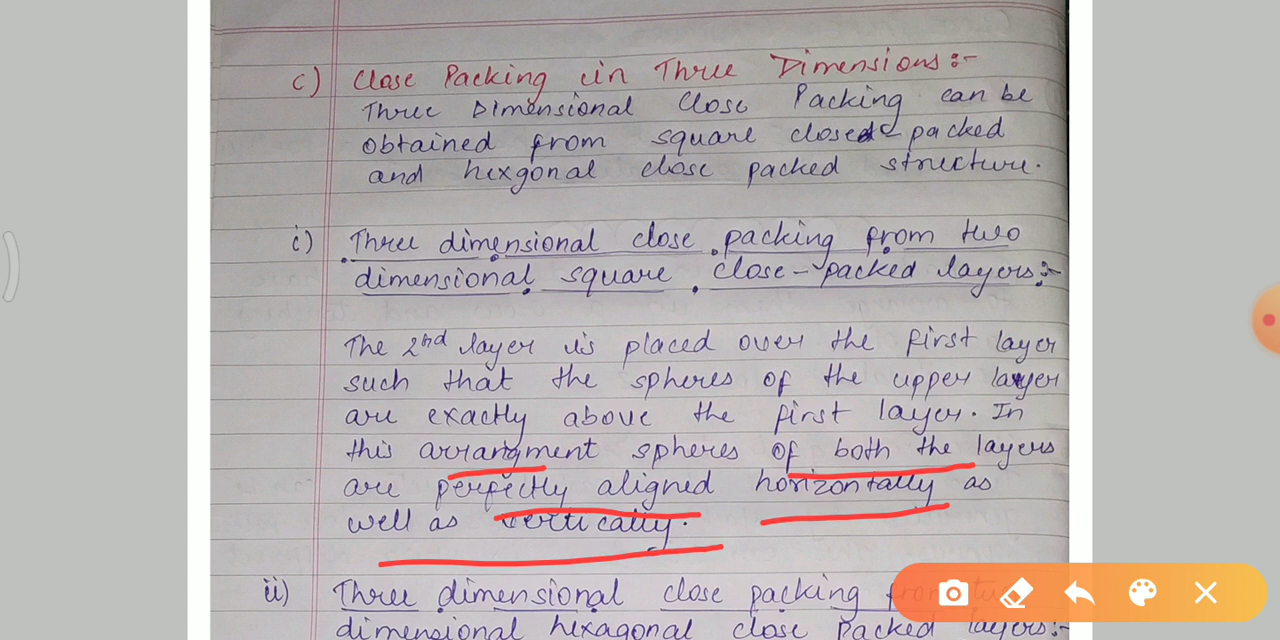 c) Close Packing in Three Dimensions:-
Three Dimensional Close Packing can be
obtained from square closed packed
and hexgonal close packed structure.
i) Three dimensional close packing from two
dimensional square close-packed layers:-
The 2nd layer is placed over the first layer
such that the spheres of the upper layer
are exactly above the first layer. In
this arrangment spheres of both the layers
are perfectly aligned horizontally as
well as vertically.
ii) Three dimensional close packing from two
dimensional hexagonal close packed layers:-